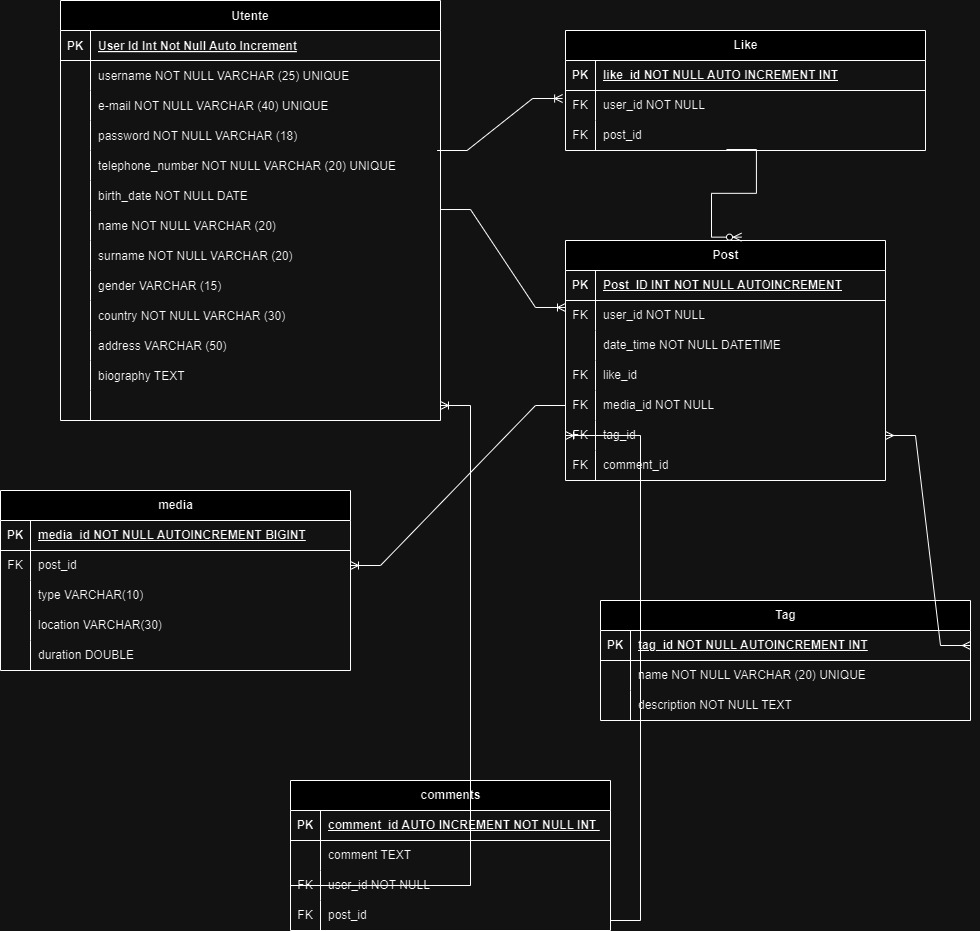 Utente
PK User Id Int Not Null Auto Increment
username NOT NULL VARCHAR (25) UNIQUE
e-mail NOT NULL VARCHAR (40) UNIQUE
password NOT NULL VARCHAR (18)
telephone_number NOT NULL VARCHAR (20) UNIQUE
birth_date NOT NULL DATE
name NOT NULL VARCHAR (20)
surname NOT NULL VARCHAR (20)
gender VARCHAR (15)
country NOT NULL VARCHAR (30)
address VARCHAR (50)
biography TEXT
Like
PK like_id NOT NULL AUTO INCREMENT INT
FK user_id NOT NULL
FK post_id
Post
PK Post_ID INT NOT NULL AUTOINCREMENT
FK user_id NOT NULL
date_time NOT NULL DATETIME
FK like_id
FK media_id NOT NULL
FK tag_id
FK comment_id
media
PK media_id NOT NULL AUTOINCREMENT BIGINT
FK post_id
type VARCHAR(10)
location VARCHAR(30)
duration DOUBLE
Tag
PK tag_id NOT NULL AUTOINCREMENT INT
name NOT NULL VARCHAR (20) UNIQUE
description NOT NULL TEXT
comments
PK comment_id AUTO INCREMENT NOT NULL INT
comment TEXT
FK user_id NOT NULL
FK post_id